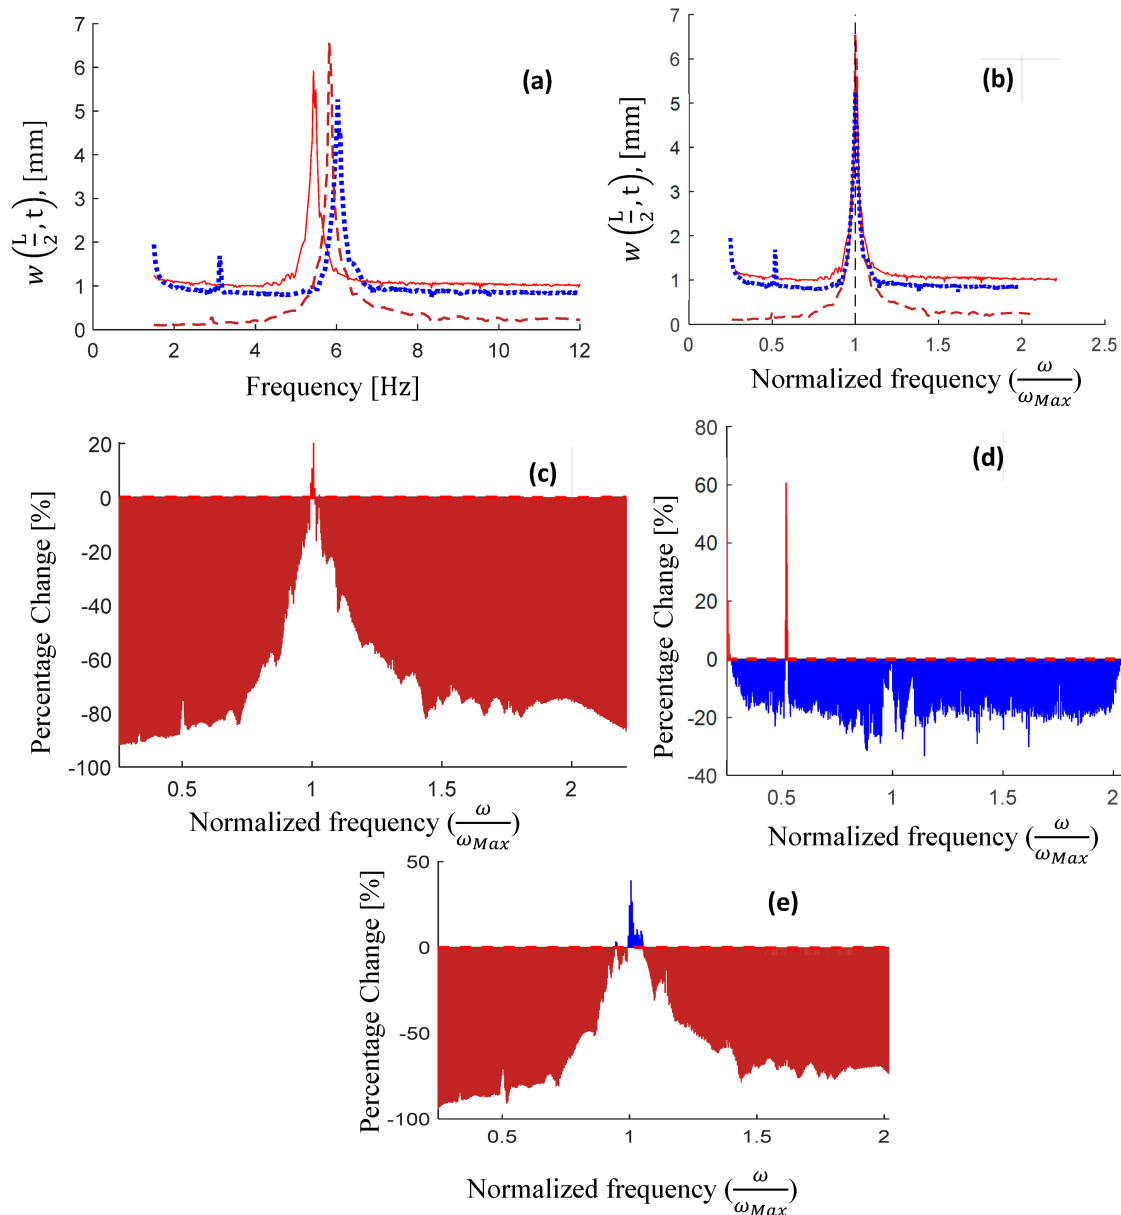 7
6
5
4
3
2
1
0
w(L/2, t), [mm]
(a)
0 2 4 6 8 10 12
Frequency [Hz]
7
6
5
4
3
2
1
0
w(L/2, t), [mm]
(b)
0 0.5 1 1.5 2 2.5
Normalized frequency (ω/ω_Max)
20
0
-20
-40
-60
-80
-100
Percentage Change [%]
(c)
0.5 1 1.5 2
Normalized frequency (ω/ω_Max)
80
60
40
20
0
-20
-40
Percentage Change [%]
(d)
0.5 1 1.5 2
Normalized frequency (ω/ω_Max)
50
0
-50
-100
Percentage Change [%]
(e)
0.5 1 1.5 2
Normalized frequency (ω/ω_Max)